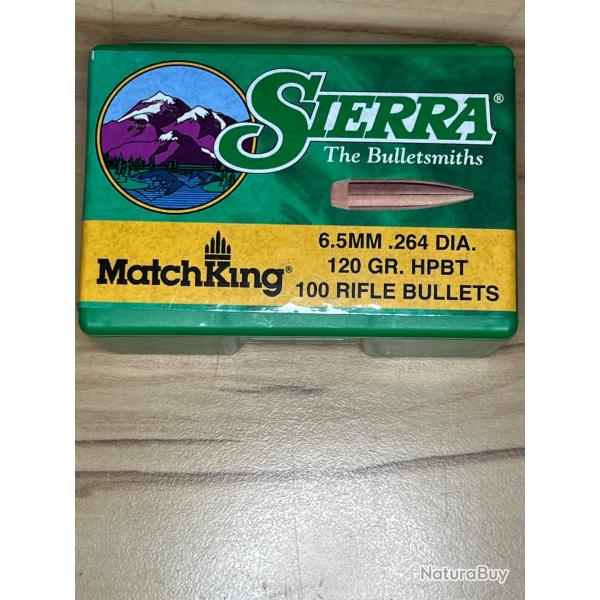 SIERRA®
The Bulletsmiths
MatchKing®
6.5MM .264 DIA.
120 GR. HPBT
100 RIFLE BULLETS
NaturaBuy